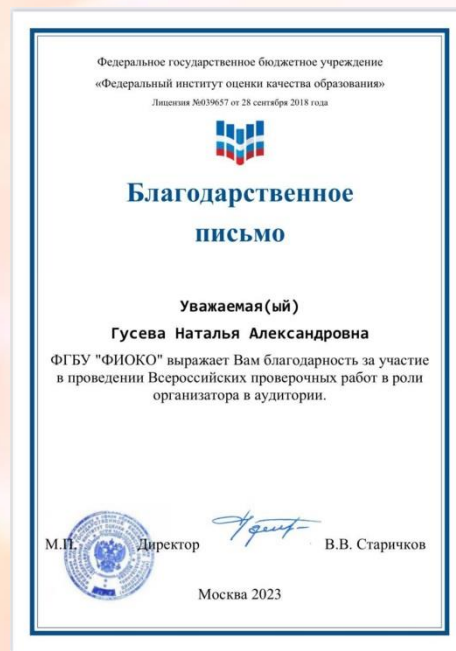 Федеральное государственное бюджетное учреждение
«Федеральный институт оценки качества образования»
Лицензия №039657 от 28 сентября 2018 года
Благодарственное
письмо
Уважаемая(ый)
Гусева Наталья Александровна
ФГБУ "ФИОКО" выражает Вам благодарность за участие
в проведении Всероссийских проверочных работ в роли
организатора в аудитории.
М.П. Директор В.В. Старичков
Москва 2023